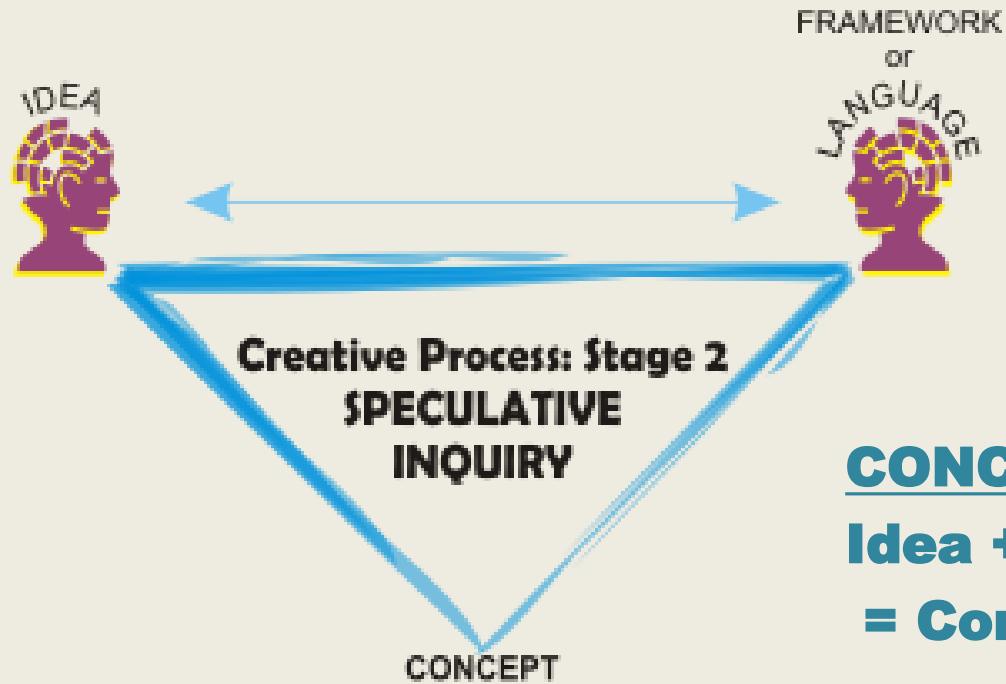 FRAMEWORK
or
LANGUAGE
IDEA
Creative Process: Stage 2
SPECULATIVE
INQUIRY
Idea +
=
CONCEPT